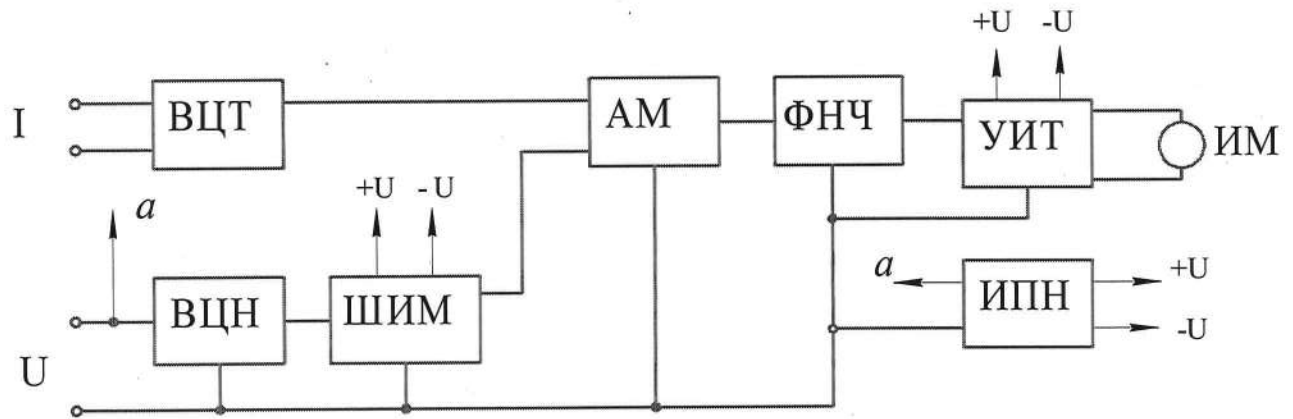 +U -U
I ВЦТ АМ ФНЧ УИТ ИМ
a +U - U
a ИПН +U
ВЦН ШИМ
-U
U